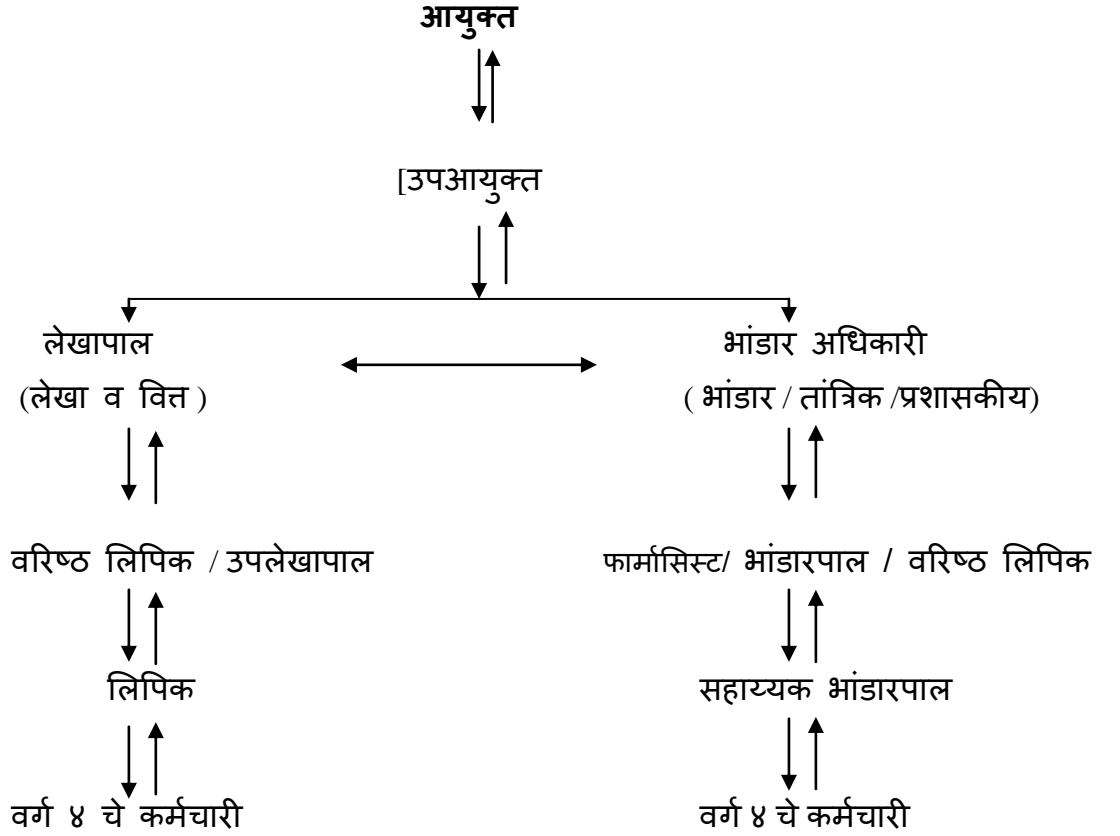 आयुक्त
[उपआयुक्त
लेखापाल
भांडार अधिकारी
(लेखा व वित्त )
( भांडार / तांत्रिक /प्रशासकीय)
वरिष्ठ लिपिक / उपलेखापाल
फार्मासिस्ट/ भांडारपाल / वरिष्ठ लिपिक
लिपिक
सहाय्यक भांडारपाल
वर्ग ४ चे कर्मचारी
वर्ग ४ चे कर्मचारी